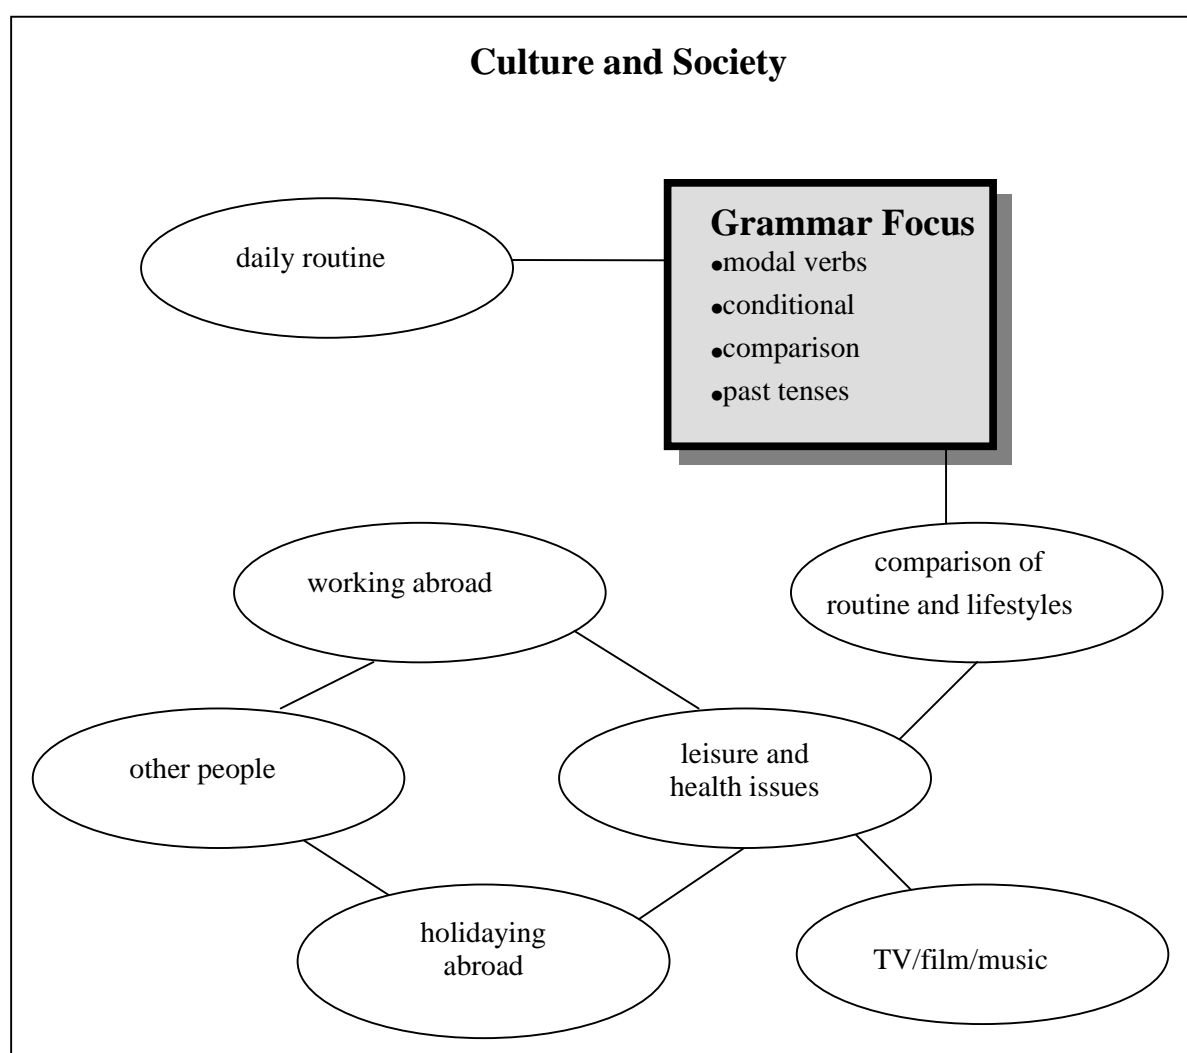 Culture and Society
daily routine
Grammar Focus
•modal verbs
•conditional
•comparison
•past tenses
working abroad
comparison of
routine and lifestyles
other people
leisure and
health issues
holidaying
abroad
TV/film/music